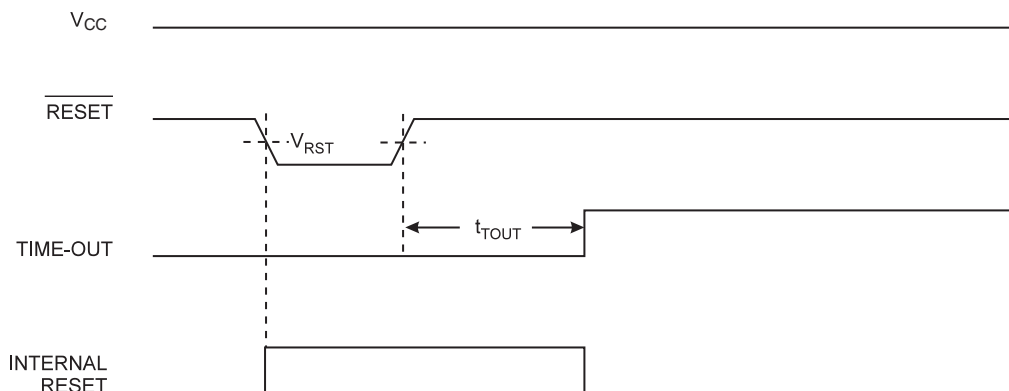 VCC
RESET
VRST
tTOUT
TIME-OUT
INTERNAL
RESET